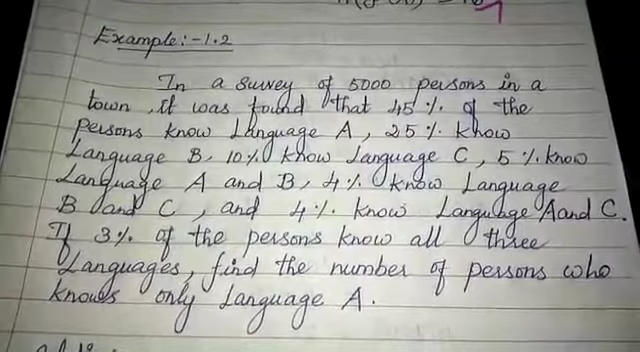 Example:-1.2
In a survey of 5000 persons in a
town, it was found that 45% of the
persons know Language A, 25% know
Language B, 10% know Language C, 5% know
Language A and B, 4% know Language
B and C, and 4% know Language A and C.
If 3% of the persons know all three
Languages, find the number of persons who
knows only Language A.